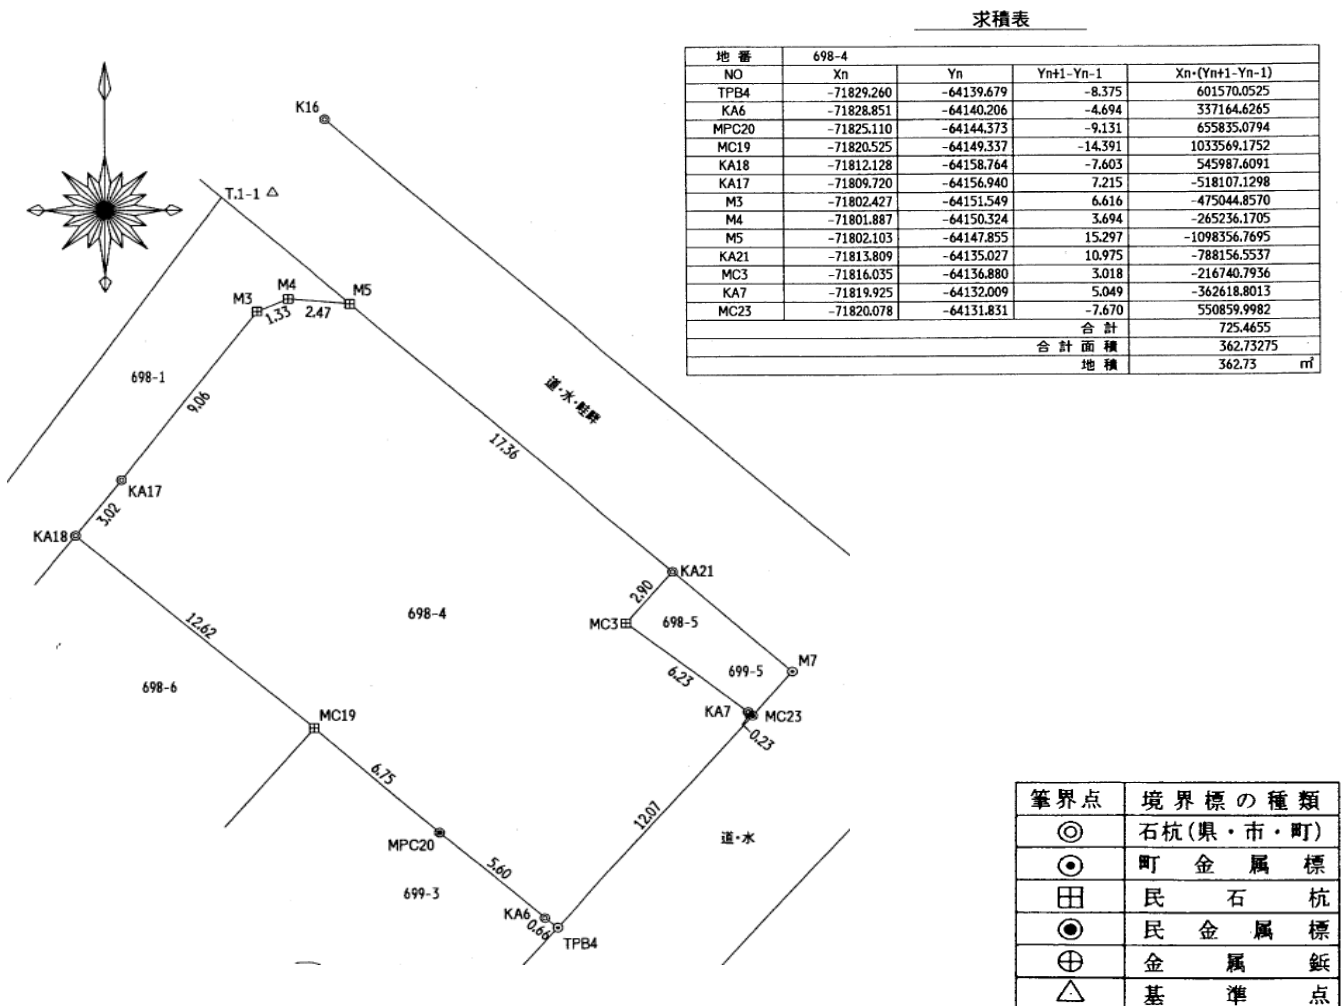 求積表
地番 698-4
NO Xn Yn Yn+1-Yn-1 Xn・(Yn+1-Yn-1)
TPB4 -71829.260 -64139.679 -8.375 601570.0525
KA6 -71828.851 -64140.206 -4.694 337164.6265
MPC20 -71825.110 -64144.373 -9.131 655835.0794
MC19 -71820.525 -64149.337 -14.391 1033569.1752
KA18 -71812.128 -64158.764 -7.603 545987.6091
KA17 -71809.720 -64156.940 7.215 -518107.1298
M3 -71802.427 -64151.549 6.616 -475044.8570
M4 -71801.887 -64150.324 3.694 -265236.1705
M5 -71802.103 -64147.855 15.297 -1098356.7695
KA21 -71813.809 -64135.027 10.975 -788156.5537
MC3 -71816.035 -64136.880 3.018 -216740.7936
KA7 -71819.925 -64132.009 5.049 -362618.8013
MC23 -71820.078 -64131.831 -7.670 550859.9982
合計 725.4655
合計面積 362.73275
地積 362.73 ㎡
K16
T.1-1
M3
M4
M5
1.33
2.47
698-1
9.06
道・水・畦畔
17.36
KA17
3.02
KA18
KA21
2.90
698-4
MC3
698-5
12.62
M7
699-5
6.23
698-6
KA7
MC23
MC19
0.23
6.75
12.07
MPC20
道・水
5.60
699-3
KA6
0.66
TPB4
筆界点 境界標の種類
◎ 石杭(県・市・町)
町金属標
民石杭
民金属標
金属鋲
基準点